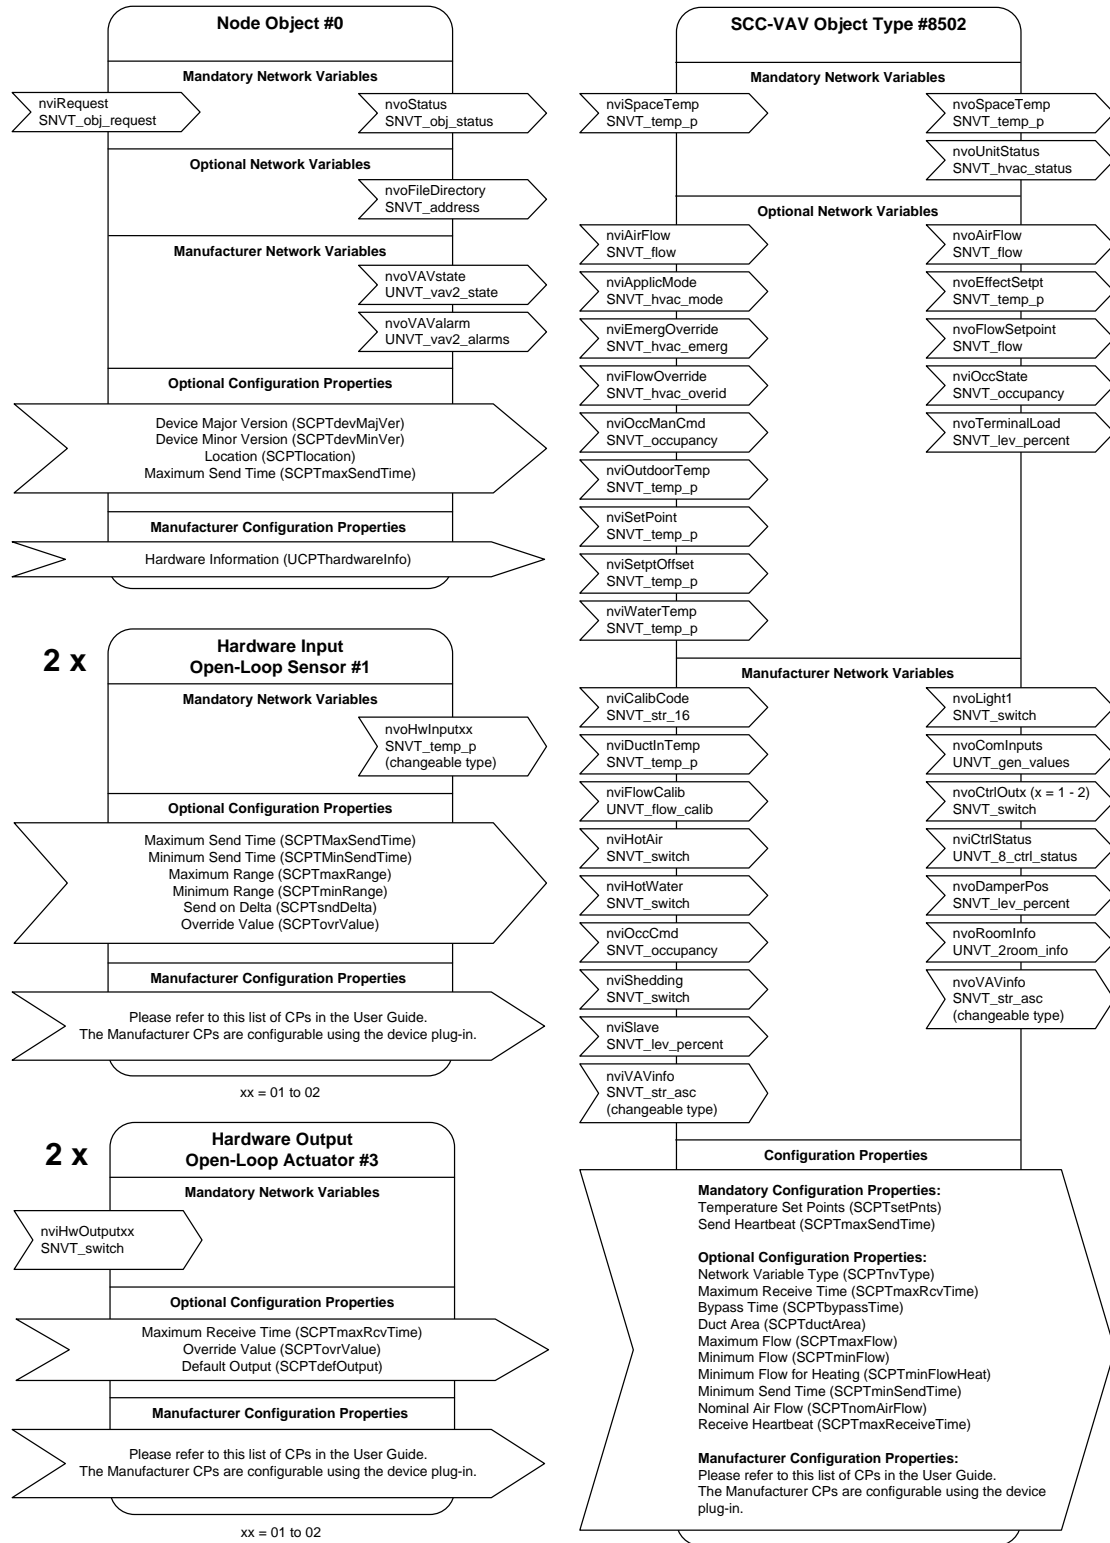 Node Object #0
Mandatory Network Variables
nviRequest
SNVT_obj_request
nvoStatus
SNVT_obj_status
Optional Network Variables
nvoFileDirectory
SNVT_address
Manufacturer Network Variables
nvoVAVstate
UNVT_vav2_state
nvoVAValarm
UNVT_vav2_alarms
Optional Configuration Properties
Device Major Version (SCPTdevMajVer)
Device Minor Version (SCPTdevMinVer)
Location (SCPTlocation)
Maximum Send Time (SCPTmaxSendTime)
Manufacturer Configuration Properties
Hardware Information (UCPThardwareInfo)
2 x
Hardware Input
Open-Loop Sensor #1
Mandatory Network Variables
nvoHwInputxx
SNVT_temp_p
(changeable type)
Optional Configuration Properties
Maximum Send Time (SCPTMaxSendTime)
Minimum Send Time (SCPTMinSendTime)
Maximum Range (SCPTmaxRange)
Minimum Range (SCPTminRange)
Send on Delta (SCPTsndDelta)
Override Value (SCPTovrValue)
Manufacturer Configuration Properties
Please refer to this list of CPs in the User Guide.
The Manufacturer CPs are configurable using the device plug-in.
xx = 01 to 02
2 x
Hardware Output
Open-Loop Actuator #3
Mandatory Network Variables
nviHwOutputxx
SNVT_switch
Optional Configuration Properties
Maximum Receive Time (SCPTmaxRcvTime)
Override Value (SCPTovrValue)
Default Output (SCPTdefOutput)
Manufacturer Configuration Properties
Please refer to this list of CPs in the User Guide.
The Manufacturer CPs are configurable using the device plug-in.
xx = 01 to 02
SCC-VAV Object Type #8502
Mandatory Network Variables
nviSpaceTemp
SNVT_temp_p
nvoSpaceTemp
SNVT_temp_p
nvoUnitStatus
SNVT_hvac_status
Optional Network Variables
nviAirFlow
SNVT_flow
nviApplicMode
SNVT_hvac_mode
nviEmergOverride
SNVT_hvac_emerg
nviFlowOverride
SNVT_hvac_overid
nviOccManCmd
SNVT_occupancy
nviOutdoorTemp
SNVT_temp_p
nviSetPoint
SNVT_temp_p
nviSetptOffset
SNVT_temp_p
nviWaterTemp
SNVT_temp_p
nvoAirFlow
SNVT_flow
nvoEffectSetpt
SNVT_temp_p
nvoFlowSetpoint
SNVT_flow
nviOccState
SNVT_occupancy
nvoTerminalLoad
SNVT_lev_percent
Manufacturer Network Variables
nviCalibCode
SNVT_str_16
nviDuctInTemp
SNVT_temp_p
nviFlowCalib
UNVT_flow_calib
nviHotAir
SNVT_switch
nviHotWater
SNVT_switch
nviOccCmd
SNVT_occupancy
nviShedding
SNVT_switch
nviSlave
SNVT_lev_percent
nviVAVinfo
SNVT_str_asc
(changeable type)
nvoLight1
SNVT_switch
nvoComInputs
UNVT_gen_values
nvoCtrlOutx (x = 1 - 2)
SNVT_switch
nviCtrlStatus
UNVT_8_ctrl_status
nvoDamperPos
SNVT_lev_percent
nvoRoomInfo
UNVT_2room_info
nvoVAVinfo
SNVT_str_asc
(changeable type)
Configuration Properties
Mandatory Configuration Properties:
Temperature Set Points (SCPTsetPnts)
Send Heartbeat (SCPTmaxSendTime)
Optional Configuration Properties:
Network Variable Type (SCPTnvType)
Maximum Receive Time (SCPTmaxRcvTime)
Bypass Time (SCPTbypassTime)
Duct Area (SCPTductArea)
Maximum Flow (SCPTmaxFlow)
Minimum Flow (SCPTminFlow)
Minimum Flow for Heating (SCPTminFlowHeat)
Minimum Send Time (SCPTminSendTime)
Nominal Air Flow (SCPTnomAirFlow)
Receive Heartbeat (SCPTmaxReceiveTime)
Manufacturer Configuration Properties:
Please refer to this list of CPs in the User Guide.
The Manufacturer CPs are configurable using the device
plug-in.